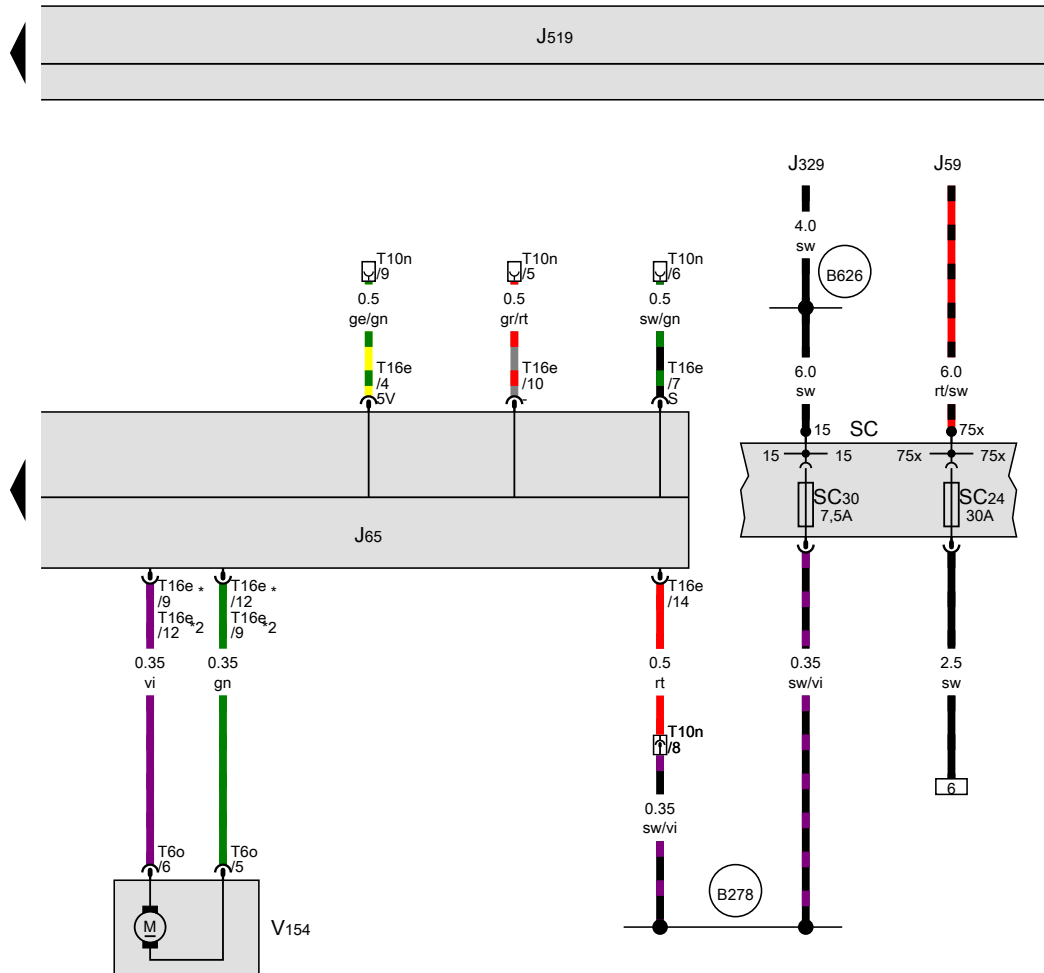 J519
J329
J59
4.0
sw
B626
T10n
/9
T10n
/5
T10n
/6
0.5
ge/gn
0.5
gr/rt
0.5
sw/gn
T16e
/4
5V
T16e
/10
-
T16e
/7
S
6.0
sw
6.0
rt/sw
15
SC
75x
15
15
75x
75x
SC30
7,5A
SC24
30A
J65
T16e *
/9
T16e *2
/12
T16e *
/12
T16e *2
/9
T16e
/14
0.35
vi
0.35
gn
0.5
rt
0.35
sw/vi
2.5
sw
T10n
/8
6
0.35
sw/vi
T6o
/6
T6o
/5
B278
M
V154